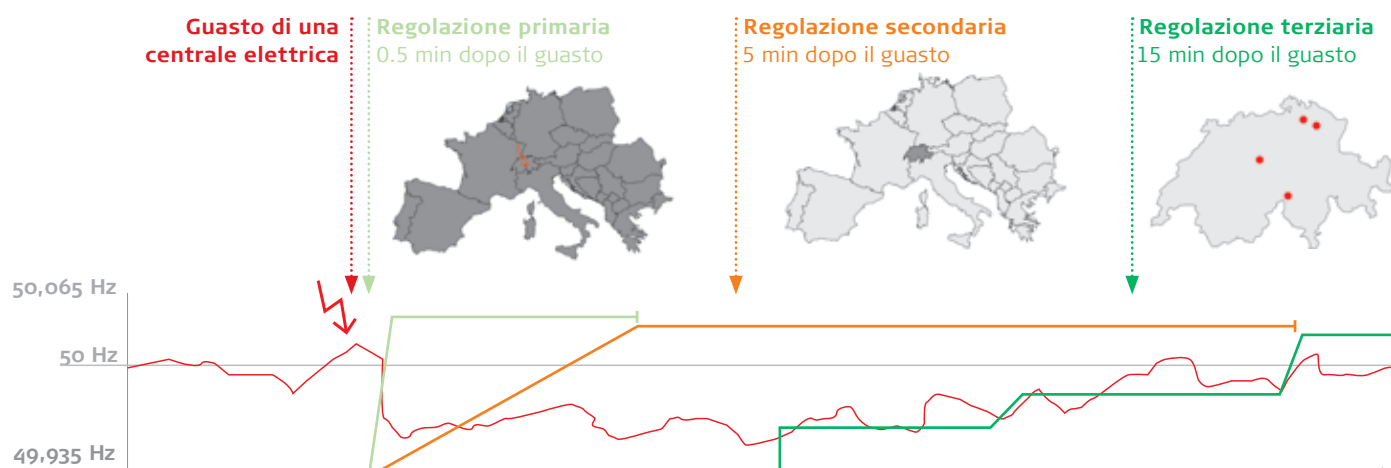 Guasto di una
centrale elettrica
Regolazione primaria
0.5 min dopo il guasto
Regolazione secondaria
5 min dopo il guasto
Regolazione terziaria
15 min dopo il guasto
50,065 Hz
50 Hz
49,935 Hz